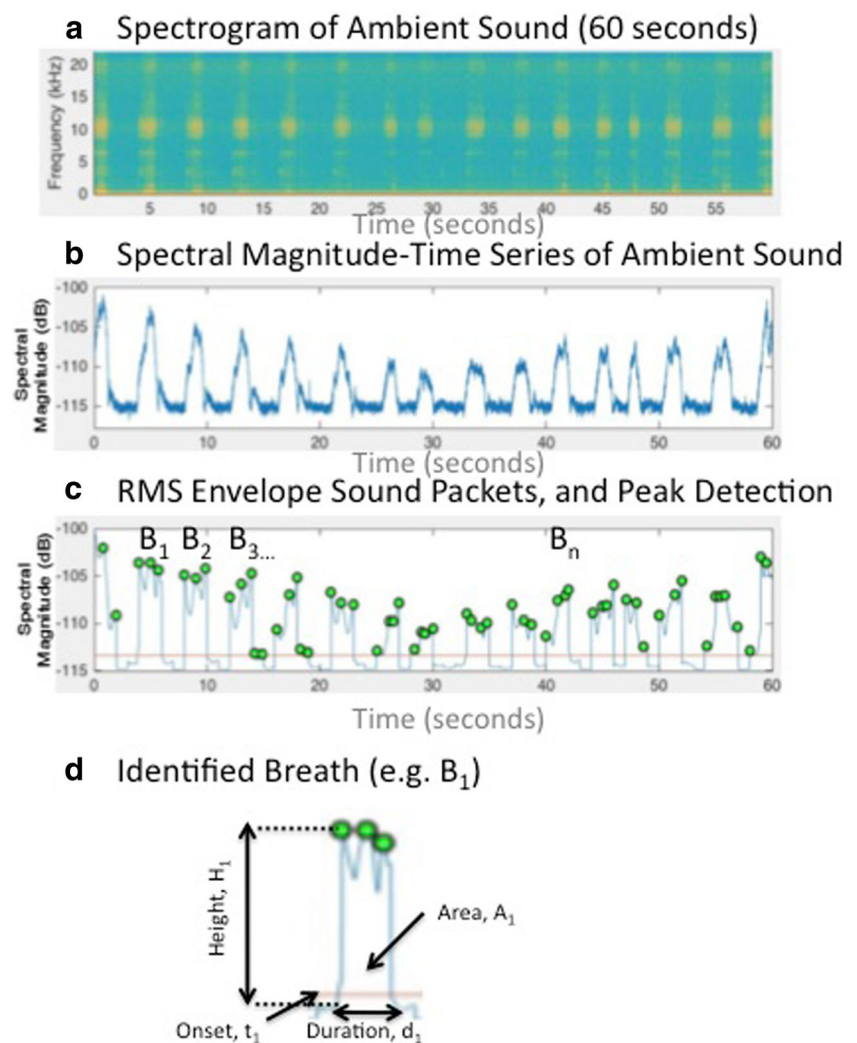 a Spectrogram of Ambient Sound (60 seconds)
Frequency (kHz)
20
15
10
5
0
5 10 15 20 25 30 35 40 45 50 55
Time (seconds)
b Spectral Magnitude-Time Series of Ambient Sound
Spectral
Magnitude (dB)
-100
-105
-110
-115
0 10 20 30 40 50 60
Time (seconds)
c RMS Envelope Sound Packets, and Peak Detection
Spectral
Magnitude (dB)
-100
-105
-110
-115
B1 B2 B3... Bn
0 10 20 30 40 50 60
Time (seconds)
d Identified Breath (e.g. B1)
Height, H1
Area, A1
Onset, t1 Duration, d1